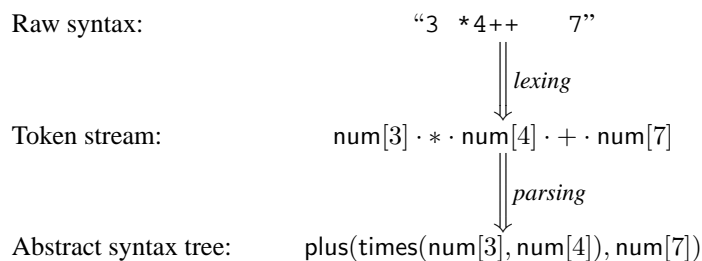 Raw syntax: “3 *4++ 7”
lexing
Token stream: num[3] · * · num[4] · + · num[7]
parsing
Abstract syntax tree: plus(times(num[3], num[4]), num[7])